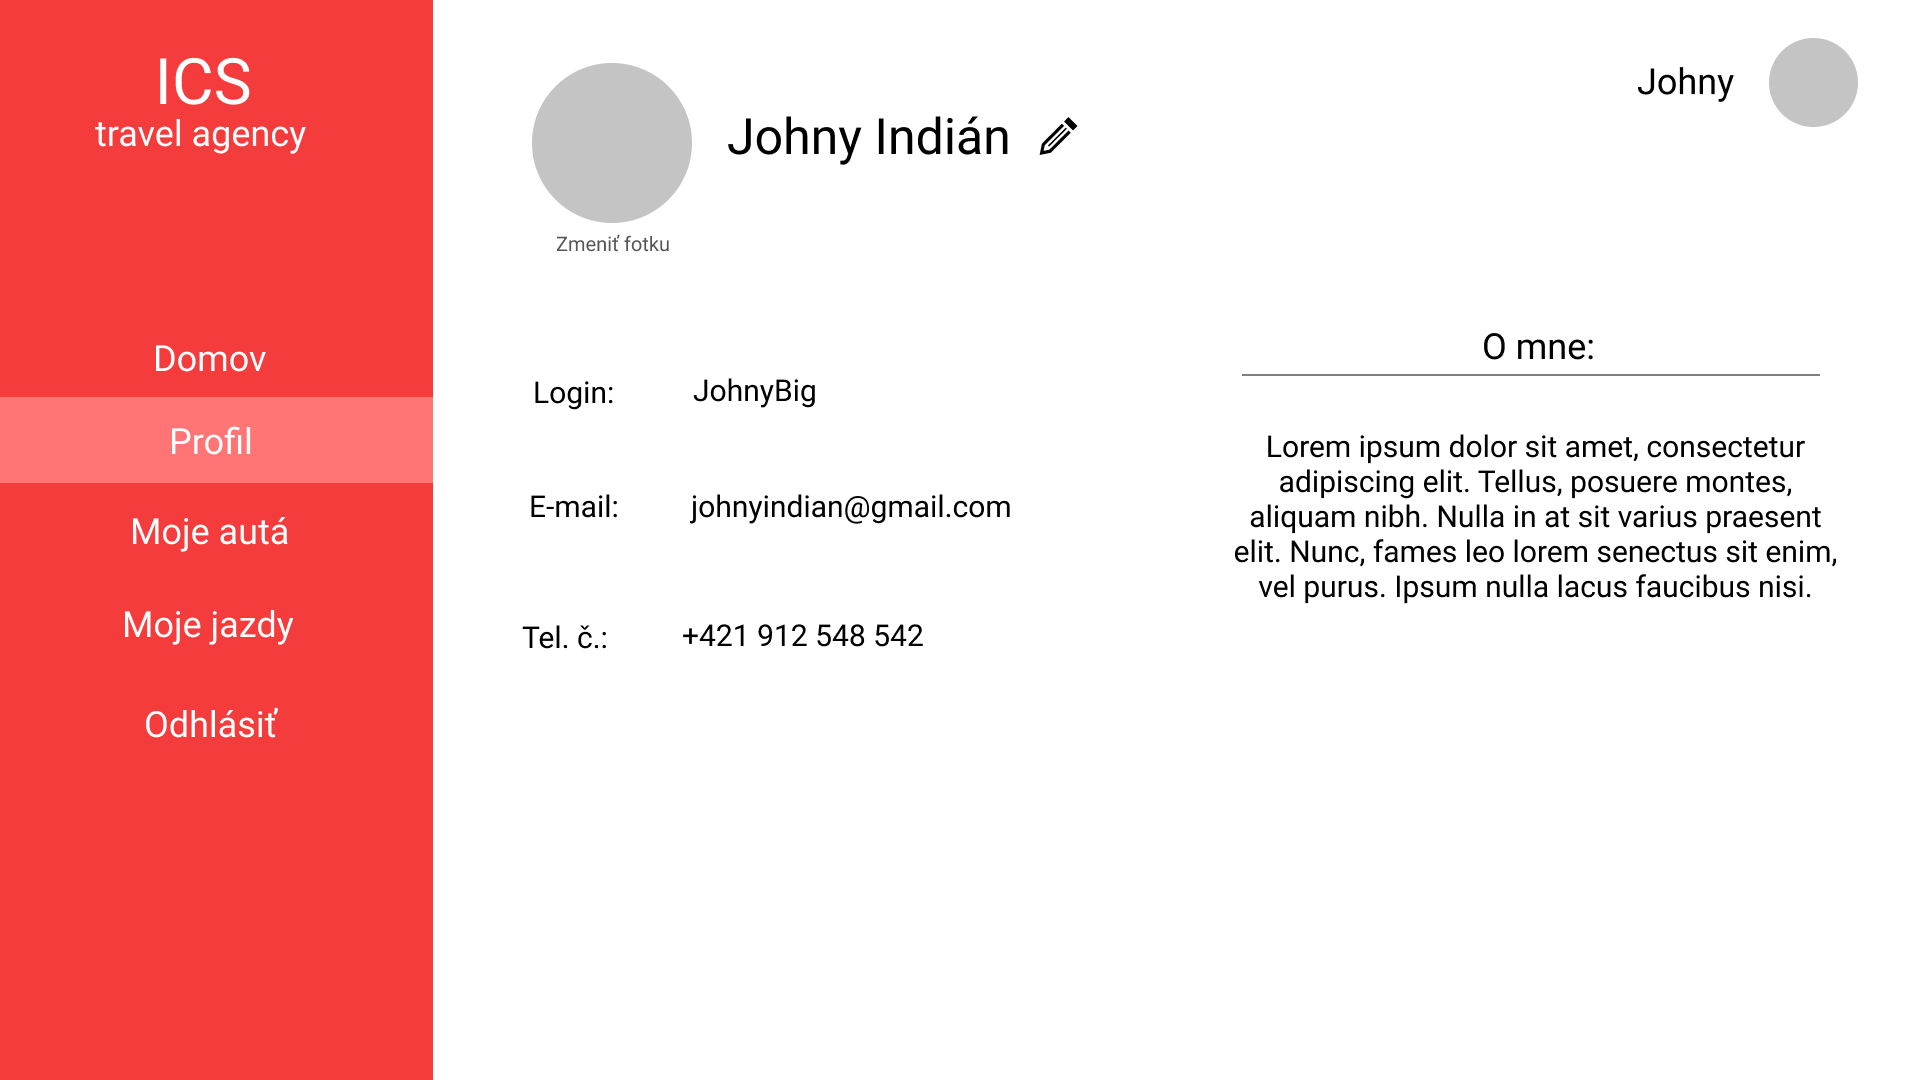 ICS
travel agency
Domov
Profil
Moje autá
Moje jazdy
Odhlásiť
Johny
Johny Indián
Zmeniť fotku
Login: JohnyBig
E-mail: johnyindian@gmail.com
Tel. č.: +421 912 548 542
O mne:
Lorem ipsum dolor sit amet, consectetur
adipiscing elit. Tellus, posuere montes,
aliquam nibh. Nulla in at sit varius praesent
elit. Nunc, fames leo lorem senectus sit enim,
vel purus. Ipsum nulla lacus faucibus nisi.